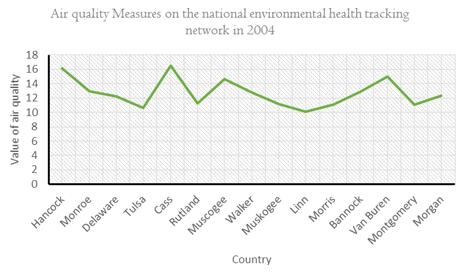 Air quality Measures on the national environmental health tracking
network in 2004
Value of air quality
18
16
14
12
10
8
6
4
2
0
Hancock
Monroe
Delaware
Tulsa
Cass
Rutland
Muscogee
Walker
Muskogee
Linn
Morris
Bannock
Van Buren
Montgomery
Morgan
Country